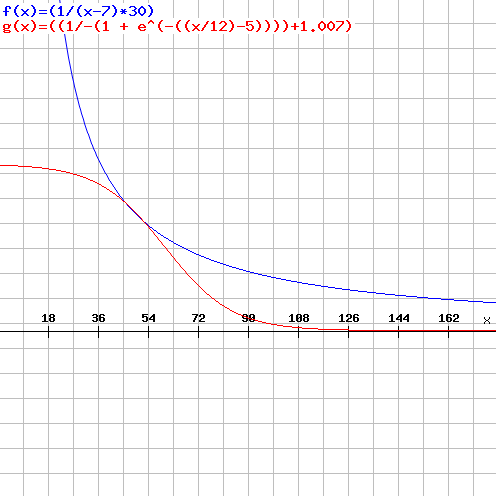 f(x)=(1/(x-7)*30)
g(x)=((1/-(1 + e^(-((x/12)-5))))+1.007)
18 36 54 72 90 108 126 144 162 x